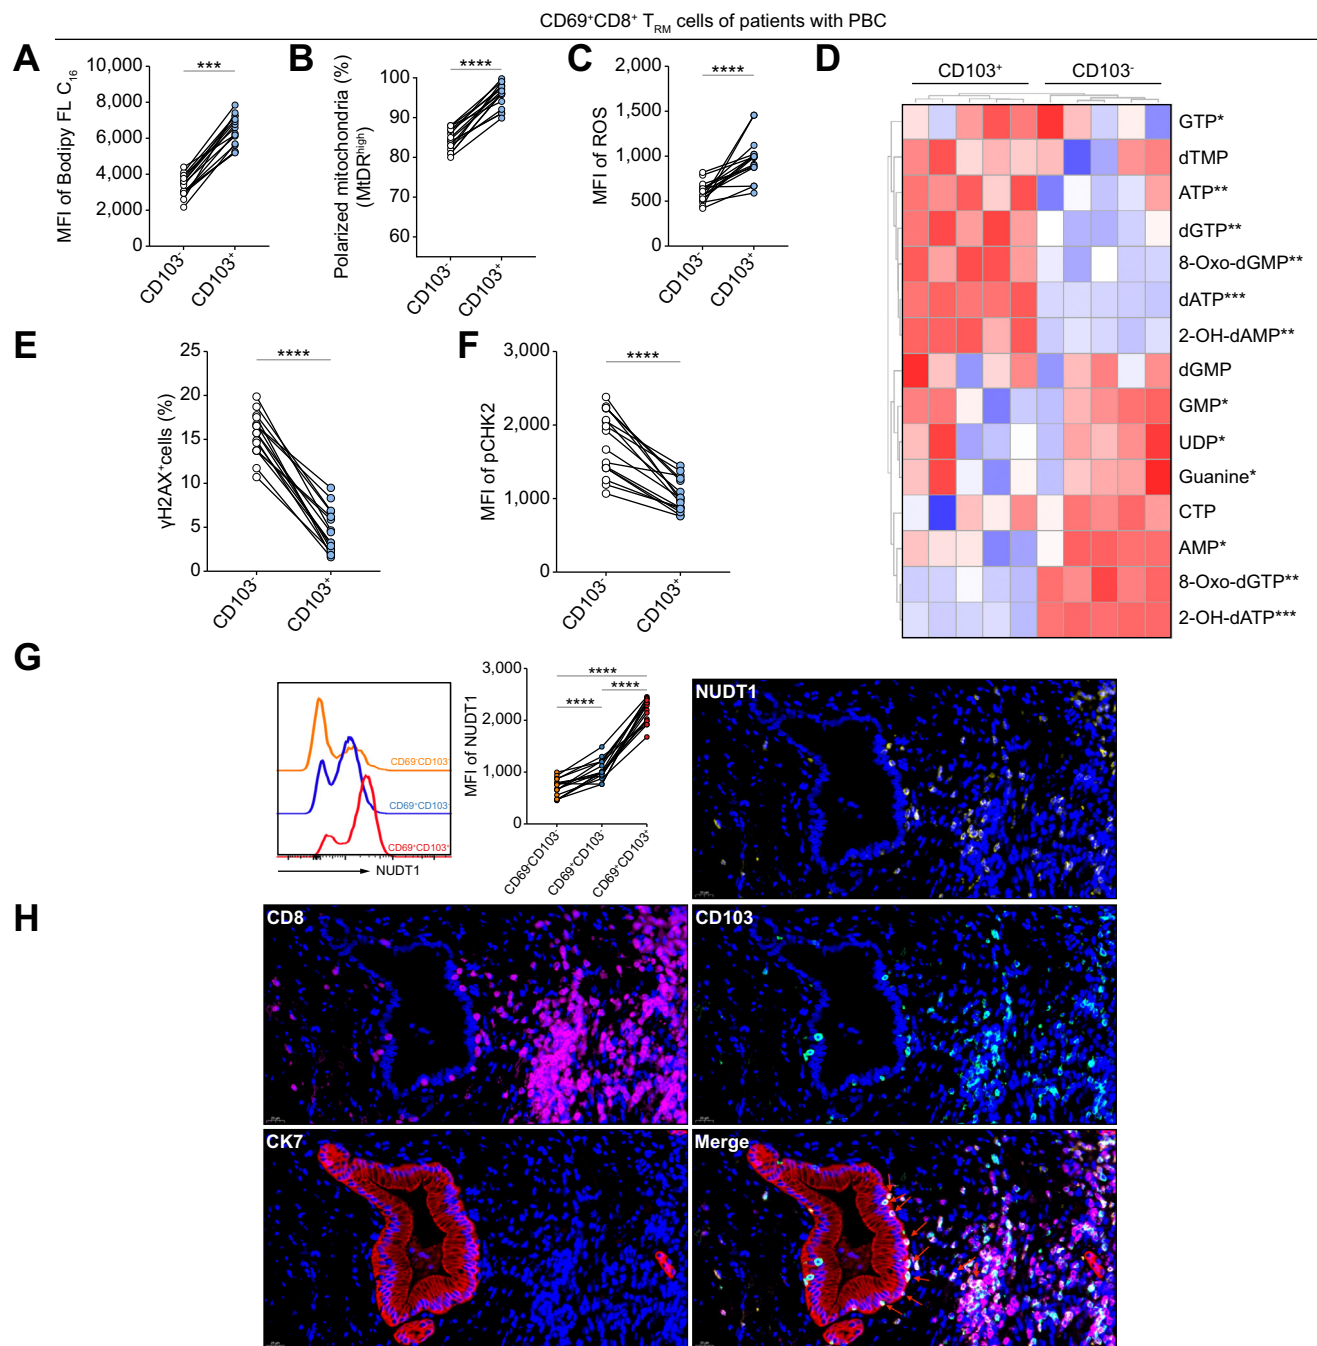 CD69⁺CD8⁺ T_RM cells of patients with PBC
A
MFI of Bodipy FL C₁₆
10,000
8,000
6,000
4,000
2,000
0
***
CD103⁻
CD103⁺
B
Polarized mitochondria (%)
(MtDRʰⁱᵍʰ)
100
90
80
70
60
****
CD103⁻
CD103⁺
C
MFI of ROS
2,000
1,500
1,000
500
0
****
CD103⁻
CD103⁺
D
CD103⁺
CD103⁻
GTP*
dTMP
ATP**
dGTP**
8-Oxo-dGMP**
dATP***
2-OH-dAMP**
dGMP
GMP*
UDP*
Guanine*
CTP
AMP*
8-Oxo-dGTP**
2-OH-dATP***
E
γH2AX⁺cells (%)
25
20
15
10
5
0
****
CD103⁻
CD103⁺
F
MFI of pCHK2
3,000
2,000
1,000
0
****
CD103⁻
CD103⁺
G
CD69⁻CD103⁻
CD69⁺CD103⁻
CD69⁺CD103⁺
NUDT1
MFI of NUDT1
3,000
2,000
1,000
0
****
****
****
CD69⁻CD103⁻
CD69⁺CD103⁻
CD69⁺CD103⁺
NUDT1
H
CD8
CD103
CK7
Merge